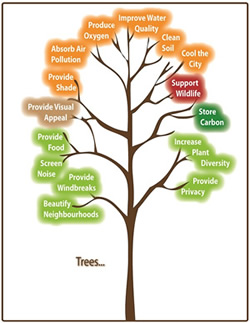 Improve Water
Quality
Produce
Oxygen
Clean
Soil
Absorb Air
Pollution
Cool the
City
Provide
Shade
Support
Wildlife
Provide Visual
Appeal
Store
Carbon
Provide
Food
Increase
Plant
Diversity
Screen
Noise
Provide
Windbreaks
Provide
Privacy
Beautify
Neighbourhoods
Trees...